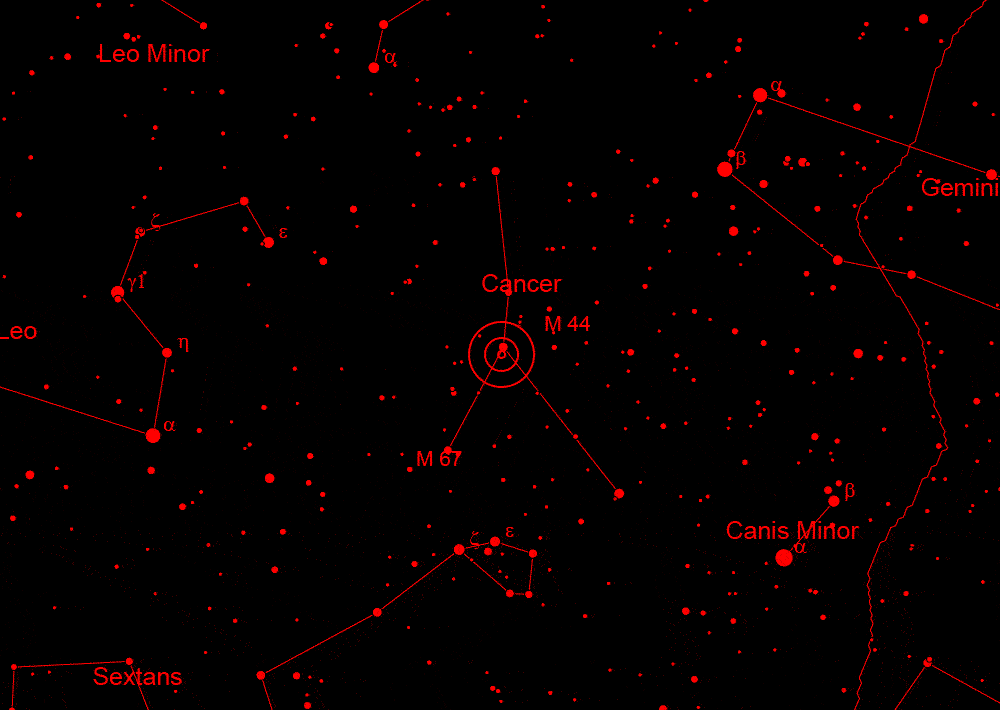 Leo Minor
α
α
β
Gemini
ζ
ε
γ1
Cancer
M 44
Leo
η
α
M 67
β
ζ
ε
Canis Minor
α
Sextans